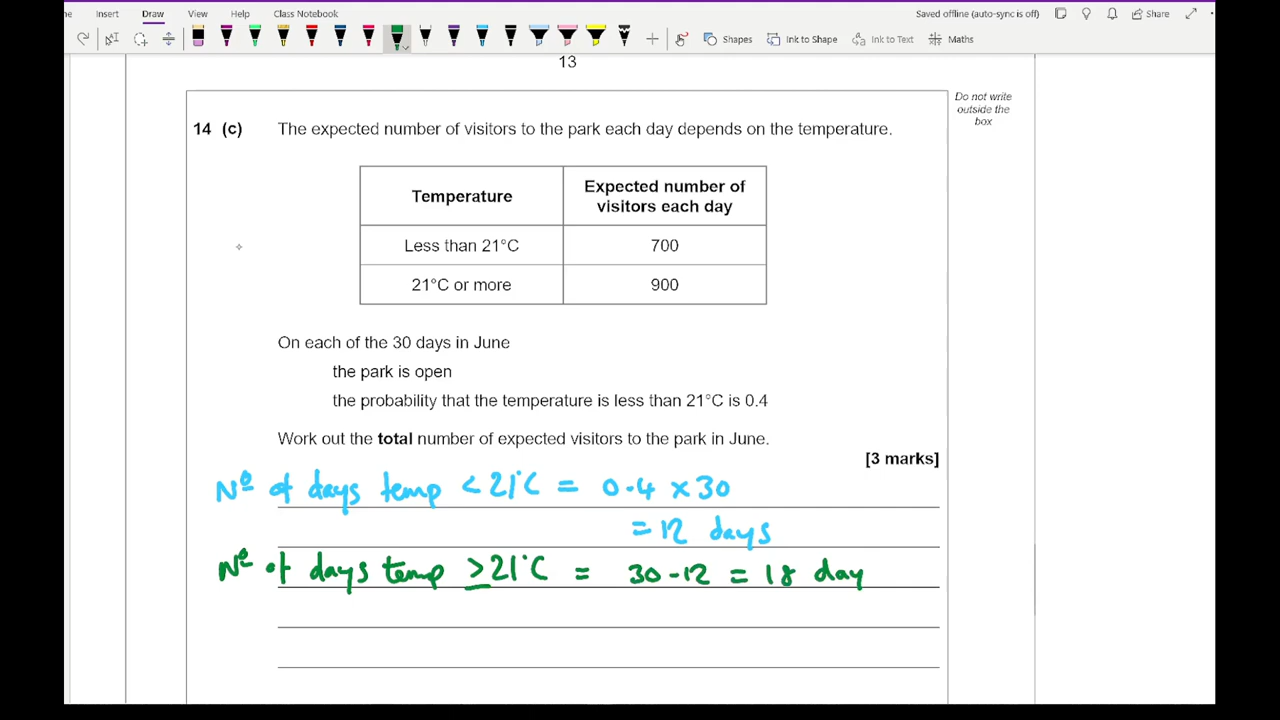 me Insert Draw View Help Class Notebook Saved offline (auto-sync is off) Share
Shapes Ink to Shape Ink to Text Maths
13
Do not write
outside the
box
14 (c) The expected number of visitors to the park each day depends on the temperature.
Temperature Expected number of
visitors each day
Less than 21°C 700
21°C or more 900
On each of the 30 days in June
the park is open
the probability that the temperature is less than 21°C is 0.4
Work out the total number of expected visitors to the park in June.
[3 marks]
Nº of days temp < 21°C = 0.4 × 30
= 12 days
Nº of days temp ≥ 21°C = 30 - 12 = 18 day